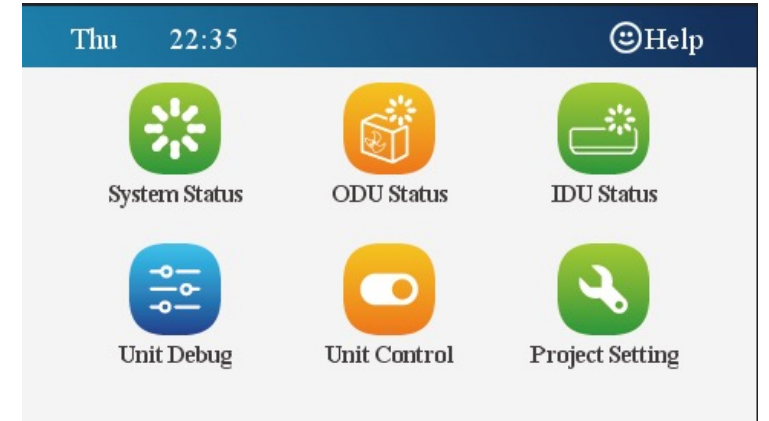 Thu 22:35 Help
System Status ODU Status IDU Status
Unit Debug Unit Control Project Setting